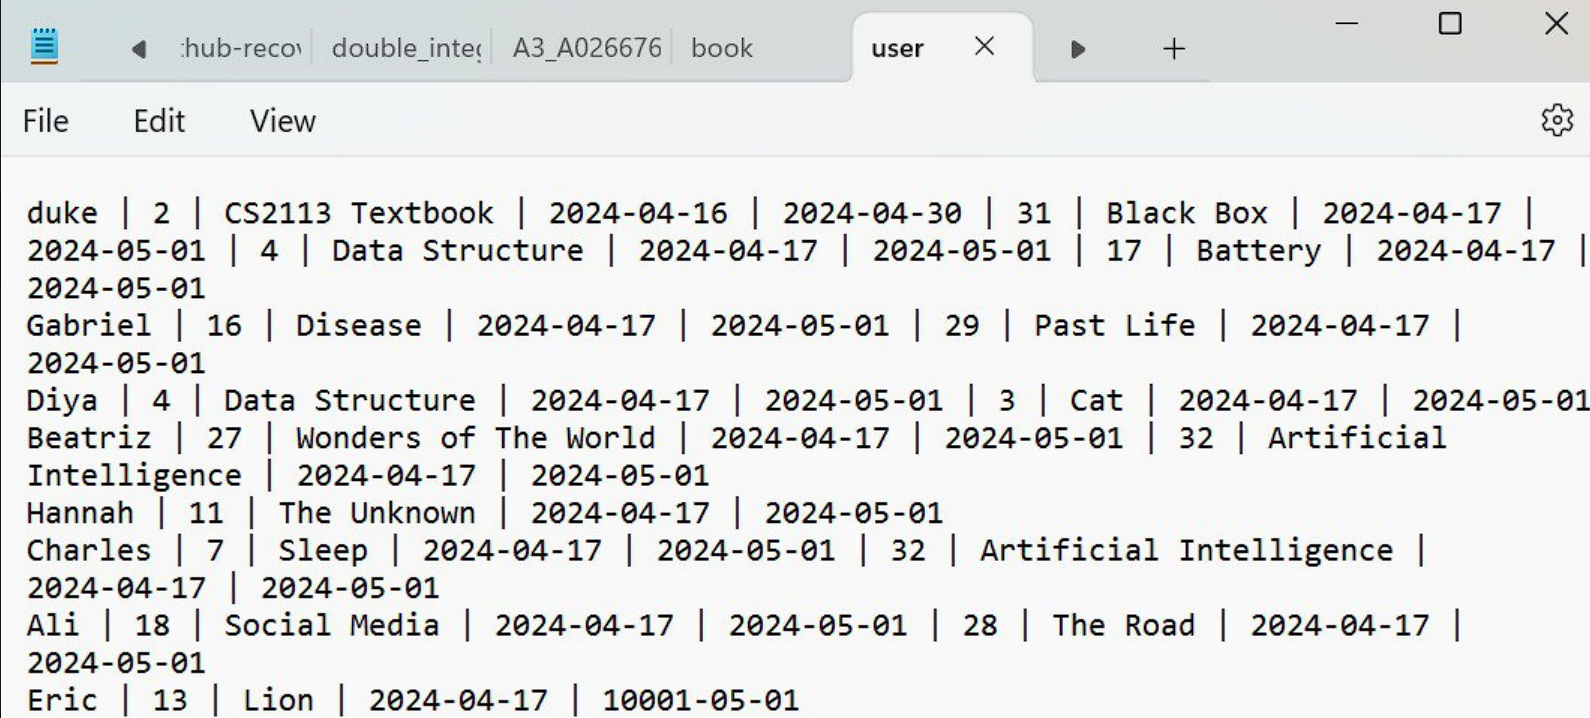 :hub-recov double_integ A3_A026676 book user
File Edit View
duke | 2 | CS2113 Textbook | 2024-04-16 | 2024-04-30 | 31 | Black Box | 2024-04-17 |
2024-05-01 | 4 | Data Structure | 2024-04-17 | 2024-05-01 | 17 | Battery | 2024-04-17 |
2024-05-01
Gabriel | 16 | Disease | 2024-04-17 | 2024-05-01 | 29 | Past Life | 2024-04-17 |
2024-05-01
Diya | 4 | Data Structure | 2024-04-17 | 2024-05-01 | 3 | Cat | 2024-04-17 | 2024-05-01
Beatriz | 27 | Wonders of The World | 2024-04-17 | 2024-05-01 | 32 | Artificial
Intelligence | 2024-04-17 | 2024-05-01
Hannah | 11 | The Unknown | 2024-04-17 | 2024-05-01
Charles | 7 | Sleep | 2024-04-17 | 2024-05-01 | 32 | Artificial Intelligence |
2024-04-17 | 2024-05-01
Ali | 18 | Social Media | 2024-04-17 | 2024-05-01 | 28 | The Road | 2024-04-17 |
2024-05-01
Eric | 13 | Lion | 2024-04-17 | 10001-05-01